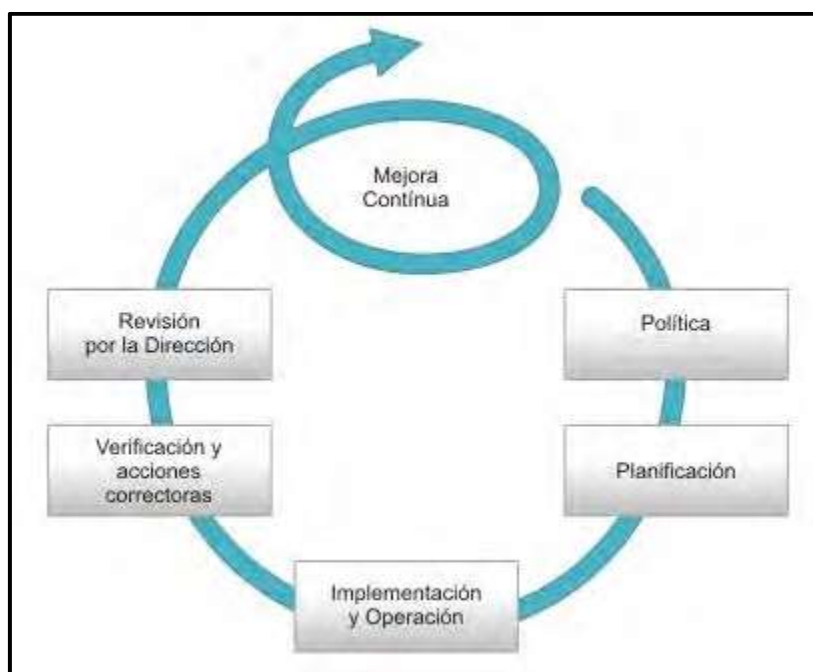 Mejora
Contínua
Política
Planificación
Implementación
y Operación
Verificación y
acciones
correctoras
Revisión
por la Dirección